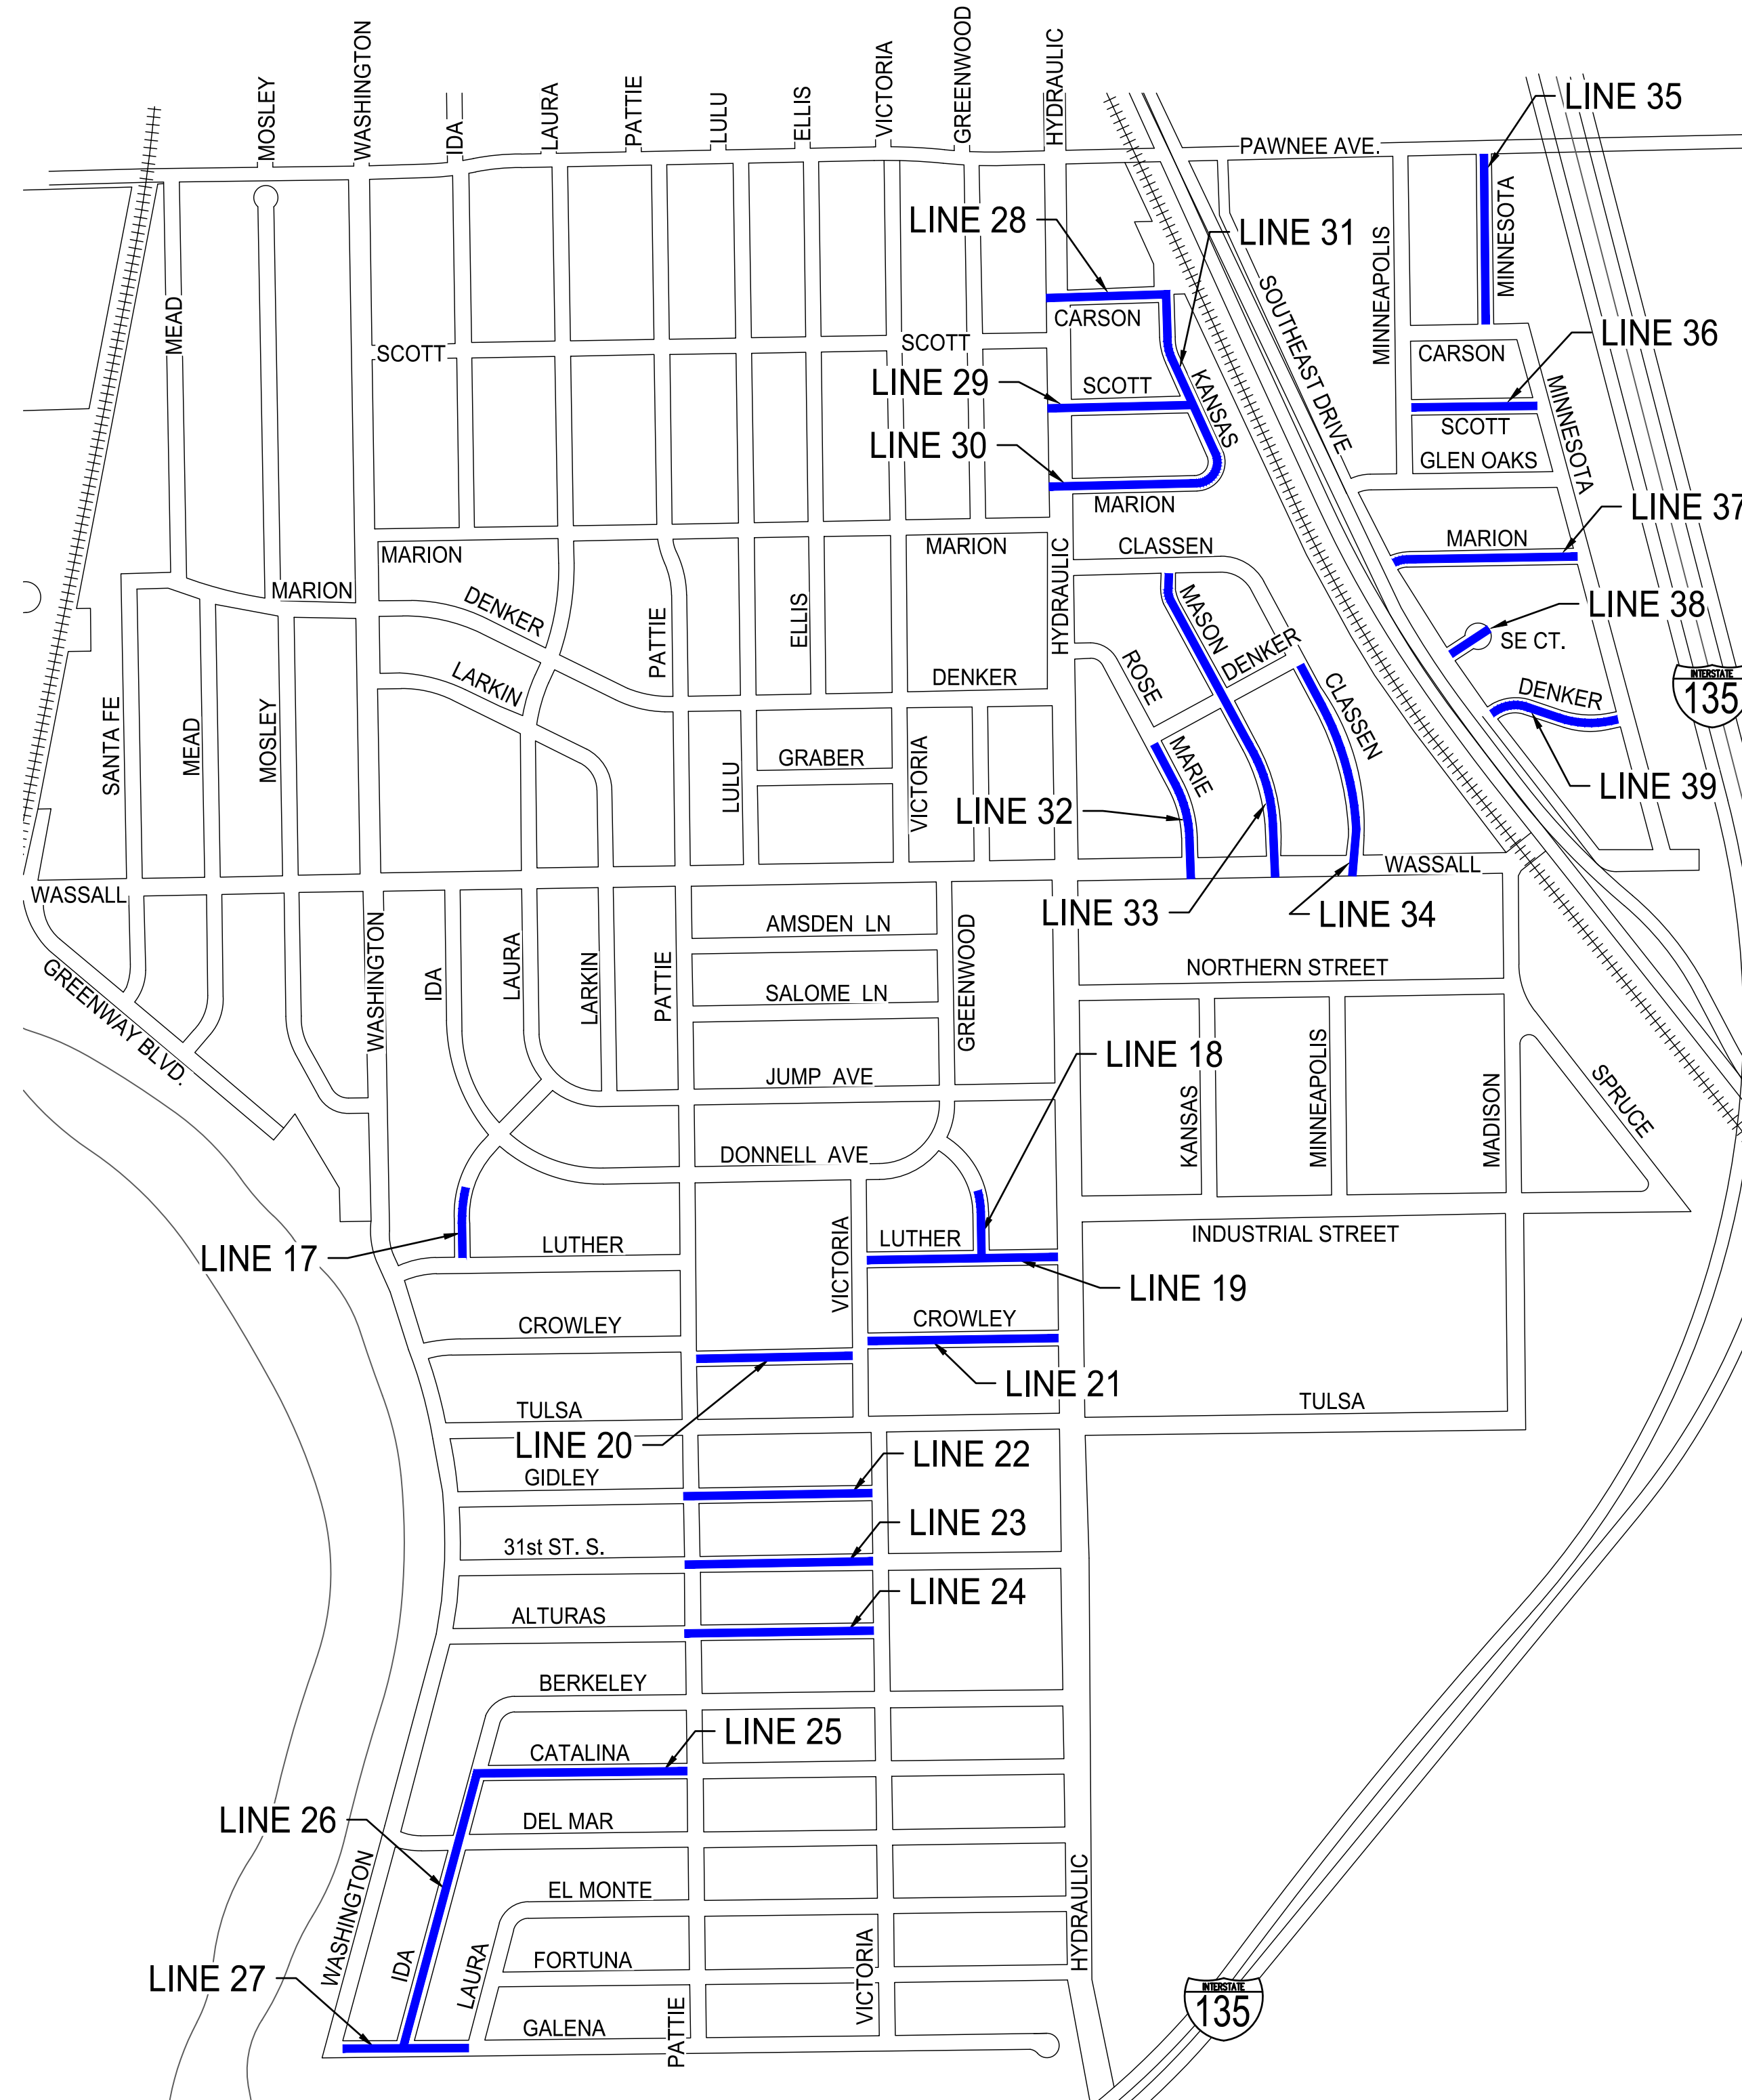 MOSLEY
WASHINGTON
IDA
LAURA
PATTIE
LULU
ELLIS
VICTORIA
GREENWOOD
HYDRAULIC
PAWNEE AVE.
LINE 35
MINNESOTA
MINNEAPOLIS
LINE 28
LINE 31
SOUTHEAST DRIVE
MEAD
SCOTT
SCOTT
CARSON
CARSON
LINE 36
LINE 29
SCOTT
KANSAS
MINNESOTA
SCOTT
LINE 30
GLEN OAKS
MARION
LINE 37
MARION
MARION
MARION
CLASSEN
MARION
HYDRAULIC
DENKER
PATTIE
ELLIS
MASON
LINE 38
SE CT.
DENKER
LARKIN
DENKER
ROSE
CLASSEN
DENKER
INTERSTATE
135
SANTA FE
MEAD
MOSLEY
GRABER
LULU
VICTORIA
MARIE
LINE 39
LINE 32
WASSALL
WASSALL
LINE 33
LINE 34
AMSDEN LN
WASHINGTON
IDA
LAURA
LARKIN
PATTIE
GREENWOOD
NORTHERN STREET
SALOME LN
GREENWAY BLVD.
LINE 18
JUMP AVE
KANSAS
MINNEAPOLIS
MADISON
SPRUCE
DONNELL AVE
LINE 17
LUTHER
VICTORIA
LUTHER
INDUSTRIAL STREET
LINE 19
CROWLEY
CROWLEY
LINE 21
TULSA
TULSA
LINE 20
LINE 22
GIDLEY
LINE 23
31st ST. S.
LINE 24
ALTURAS
BERKELEY
LINE 25
CATALINA
LINE 26
DEL MAR
WASHINGTON
EL MONTE
HYDRAULIC
IDA
LAURA
FORTUNA
VICTORIA
LINE 27
PATTIE
GALENA
INTERSTATE
135